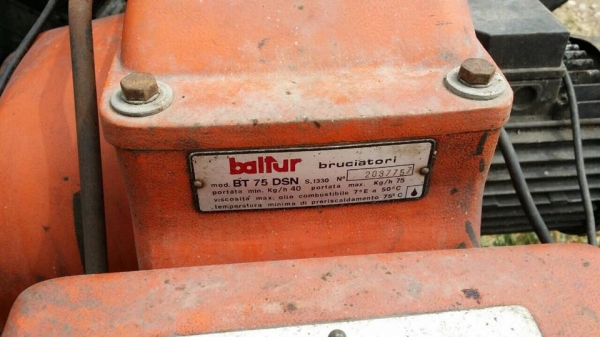 baltur bruciatori
mod. BT 75 DSN S.1330 N° 2037757
portata min. Kg/h 40 portata max. Kg/h 75
viscosità max. olio combustibile 7°E a 50°C
temperatura minima di preriscaldamento 75°C